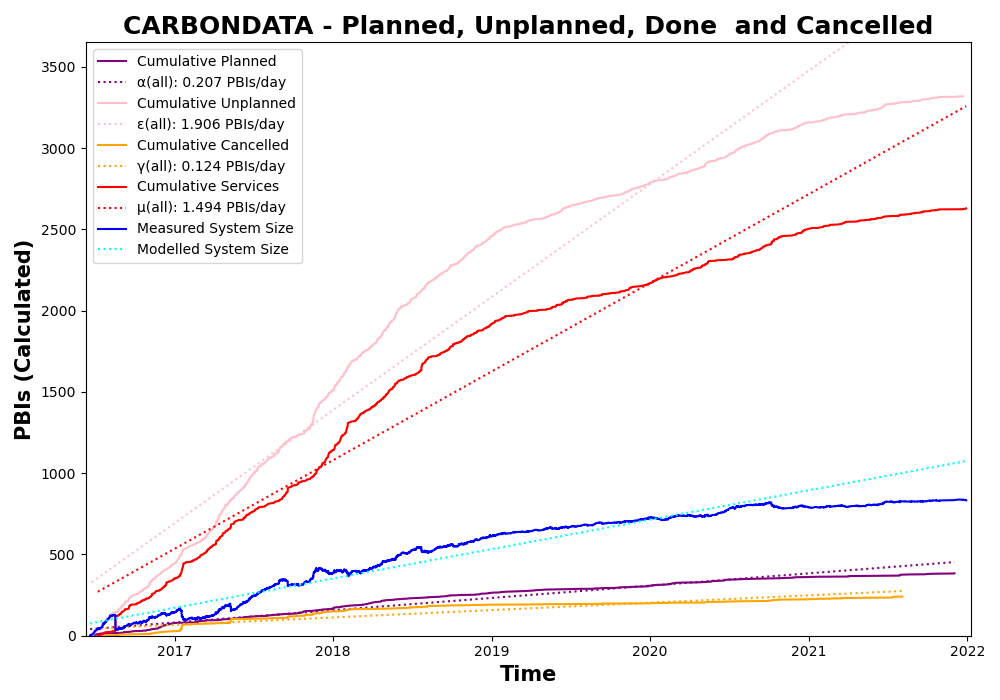 CARBONDATA - Planned, Unplanned, Done  and Cancelled
Cumulative Planned
α(all): 0.207 PBIs/day
Cumulative Unplanned
ε(all): 1.906 PBIs/day
Cumulative Cancelled
γ(all): 0.124 PBIs/day
Cumulative Services
μ(all): 1.494 PBIs/day
Measured System Size
Modelled System Size
PBIs (Calculated)
3500
3000
2500
2000
1500
1000
500
0
2017
2018
2019
2020
2021
2022
Time